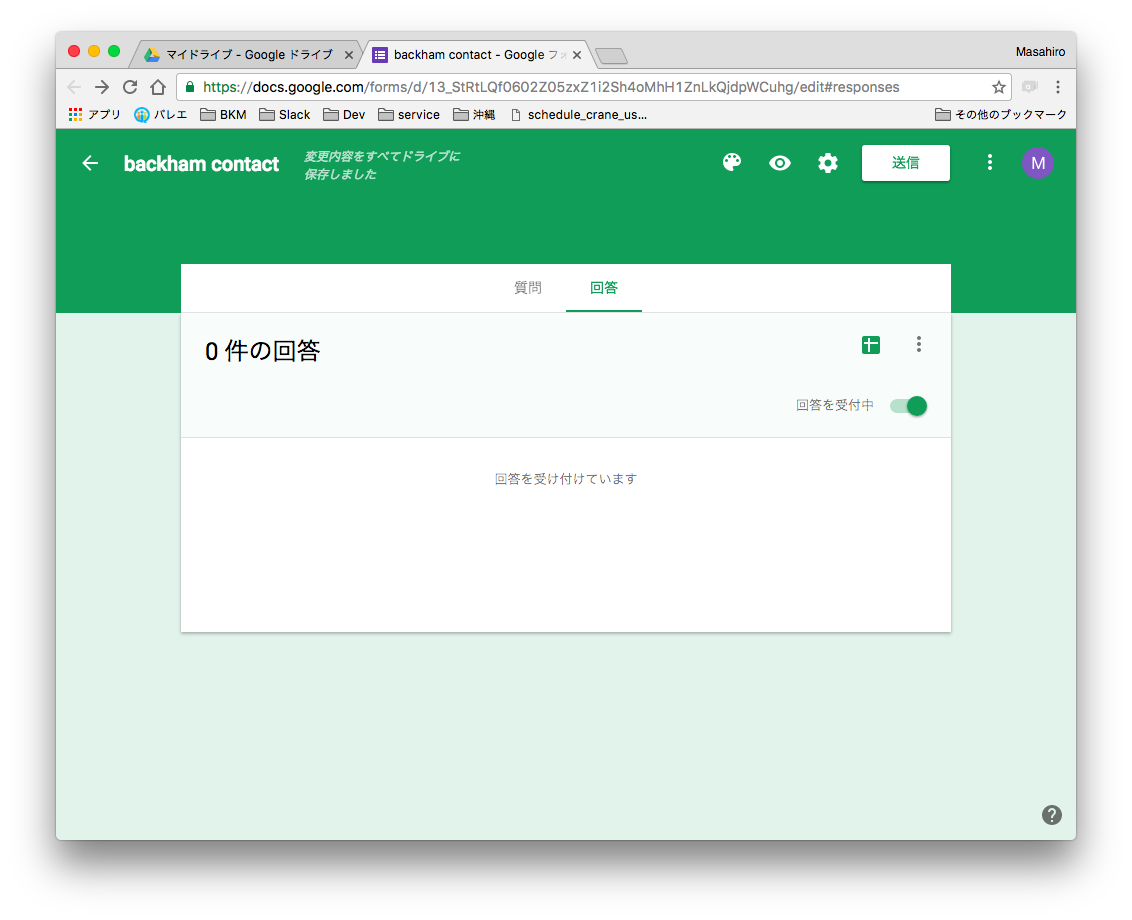 マイドライブ - Google ドライブ
backham contact - Google フォ
Masahiro
https://docs.google.com/forms/d/13_StRtLQf0602Z05zxZ1i2Sh4oMhH1ZnLkQjdpWCuhg/edit#responses
アプリ バレエ BKM Slack Dev service 沖縄 schedule_crane_us... その他のブックマーク
backham contact
変更内容をすべてドライブに
保存しました
送信
M
質問 回答
0 件の回答
回答を受付中
回答を受け付けています
?